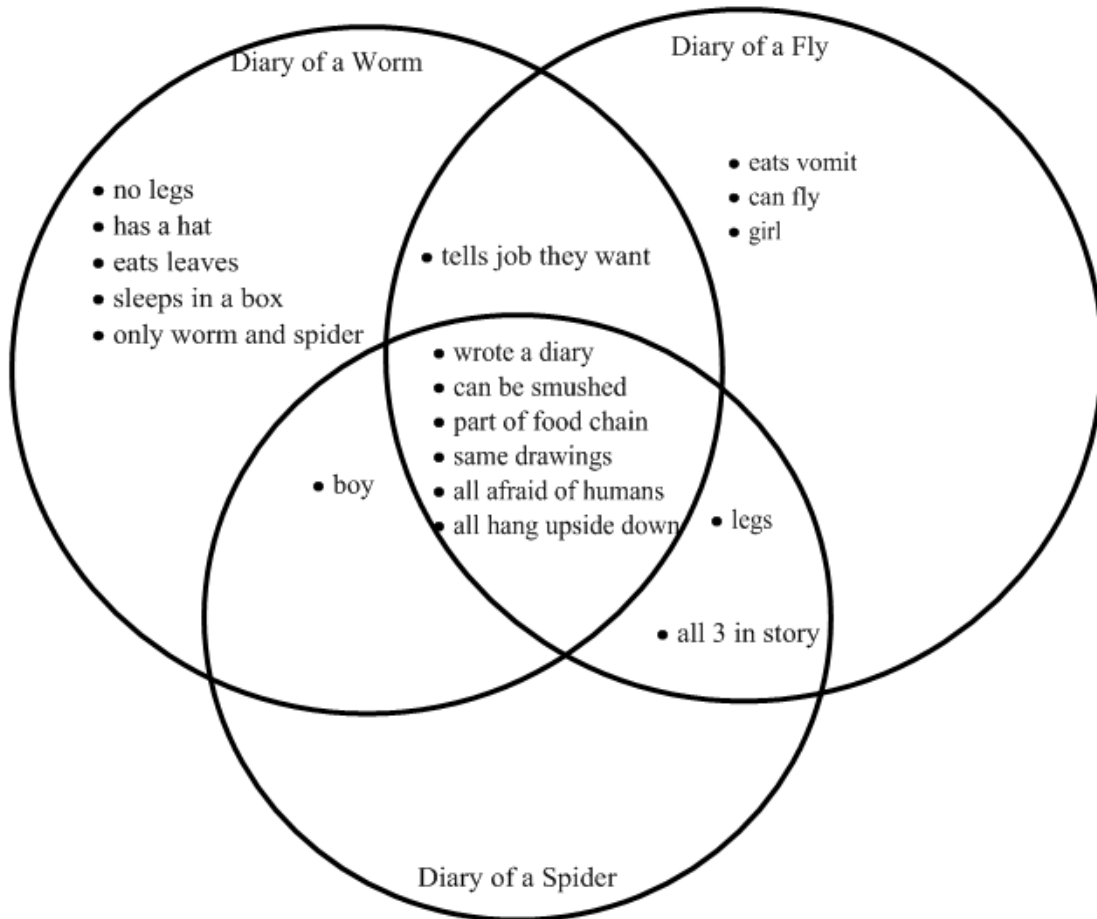 Diary of a Worm
Diary of a Fly
• no legs
• has a hat
• eats leaves
• sleeps in a box
• only worm and spider
• eats vomit
• can fly
• girl
• tells job they want
• wrote a diary
• can be smushed
• part of food chain
• same drawings
• all afraid of humans
• all hang upside down
• boy
• legs
• all 3 in story
Diary of a Spider